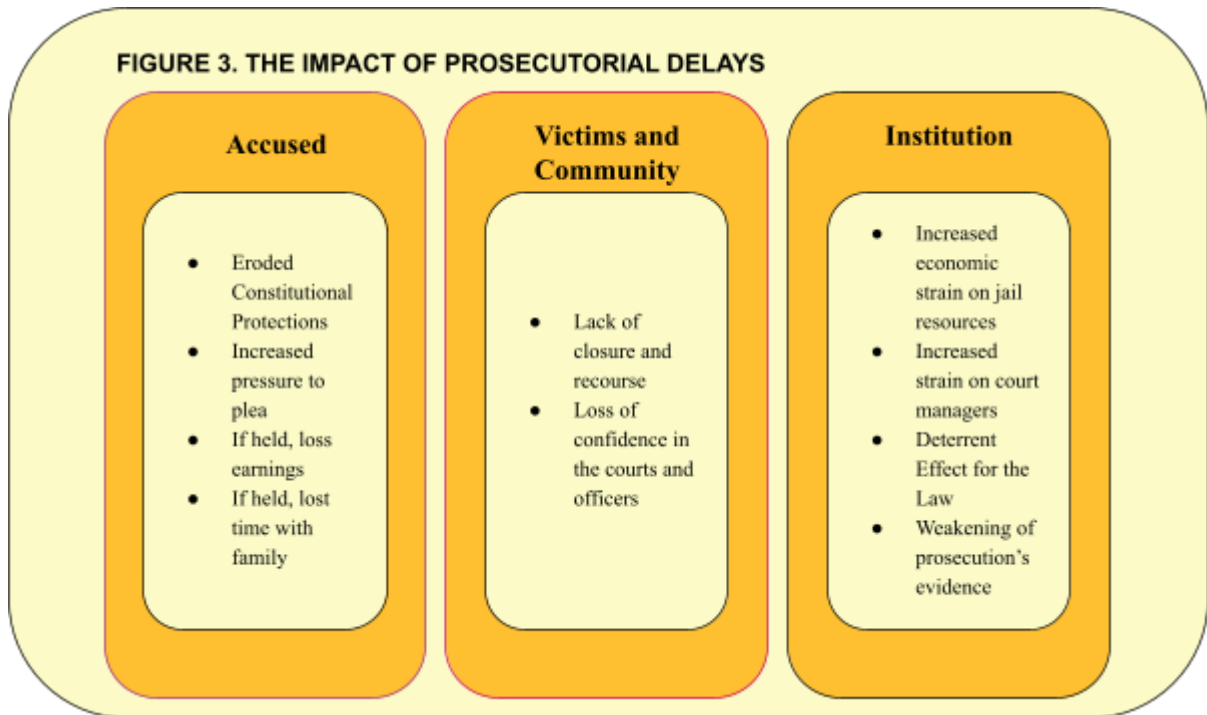 FIGURE 3. THE IMPACT OF PROSECUTORIAL DELAYS
Accused
● Eroded
Constitutional
Protections
● Increased
pressure to
plea
● If held, loss
earnings
● If held, lost
time with
family
Victims and
Community
● Lack of
closure and
recourse
● Loss of
confidence in
the courts and
officers
Institution
● Increased
economic
strain on jail
resources
● Increased
strain on court
managers
● Deterrent
Effect for the
Law
● Weakening of
prosecution's
evidence